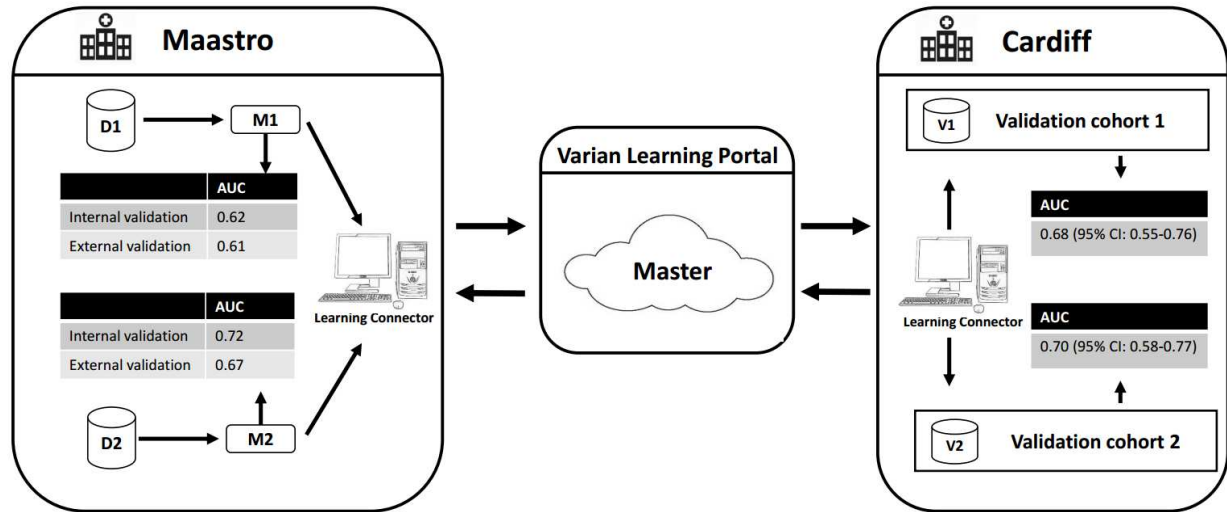 Maastro
D1
M1
AUC
Internal validation 0.62
External validation 0.61
AUC
Internal validation 0.72
External validation 0.67
D2
M2
Learning Connector
Varian Learning Portal
Master
Cardiff
V1
Validation cohort 1
AUC
0.68 (95% CI: 0.55-0.76)
Learning Connector
AUC
0.70 (95% CI: 0.58-0.77)
V2
Validation cohort 2